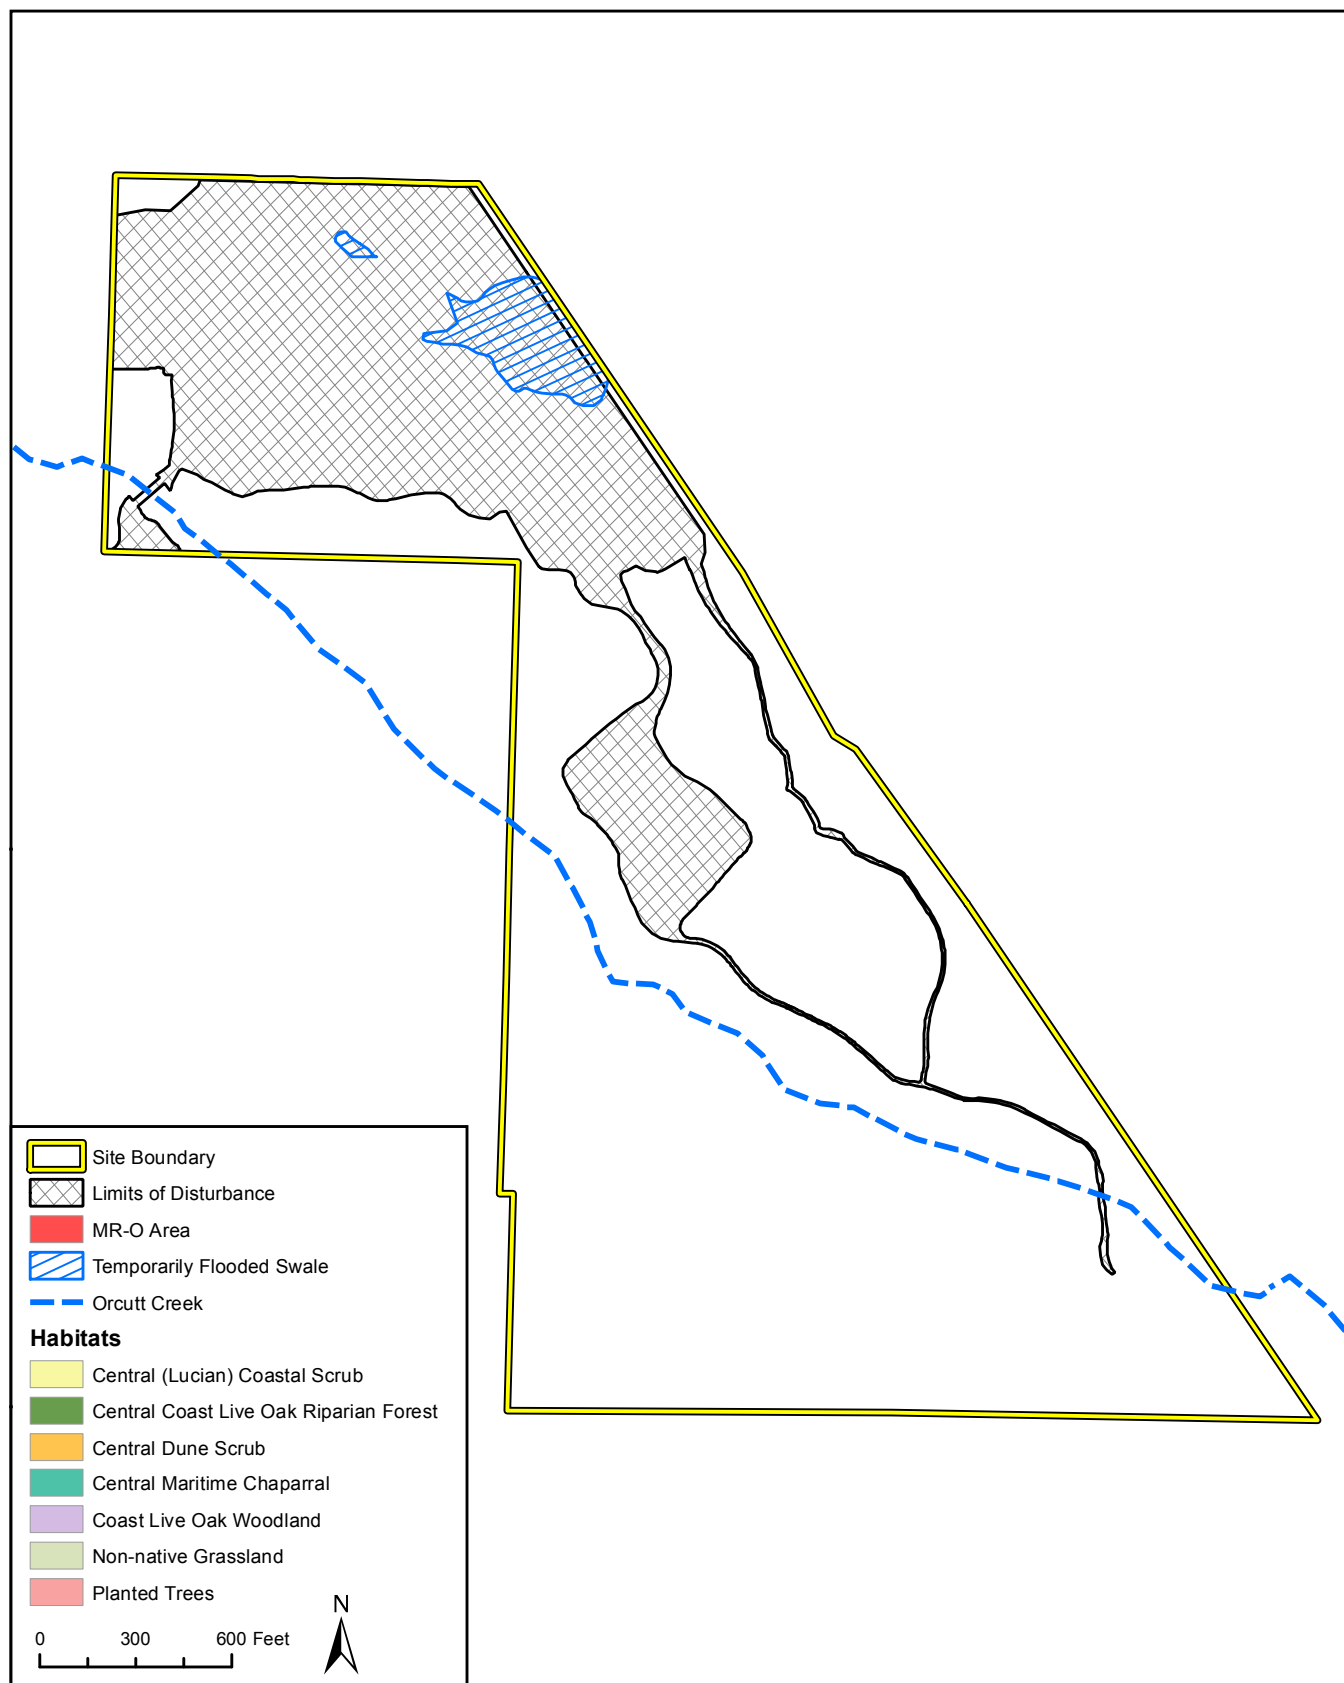 Site Boundary
Limits of Disturbance
MR-O Area
Temporarily Flooded Swale
Orcutt Creek
Habitats
Central (Lucian) Coastal Scrub
Central Coast Live Oak Riparian Forest
Central Dune Scrub
Central Maritime Chaparral
Coast Live Oak Woodland
Non-native Grassland
Planted Trees
N
0 300 600 Feet